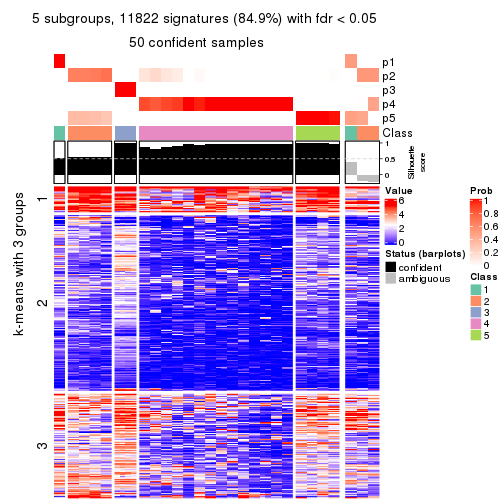 5 subgroups, 11822 signatures (84.9%) with fdr < 0.05
50 confident samples
p1
p2
p3
p4
p5
Class
1
0.5
0
Silhouette
score
k-means with 3 groups
1
2
3
Value
6
4
2
0
Status (barplots)
confident
ambiguous
Prob
1
0.8
0.6
0.4
0.2
0
Class
1
2
3
4
5